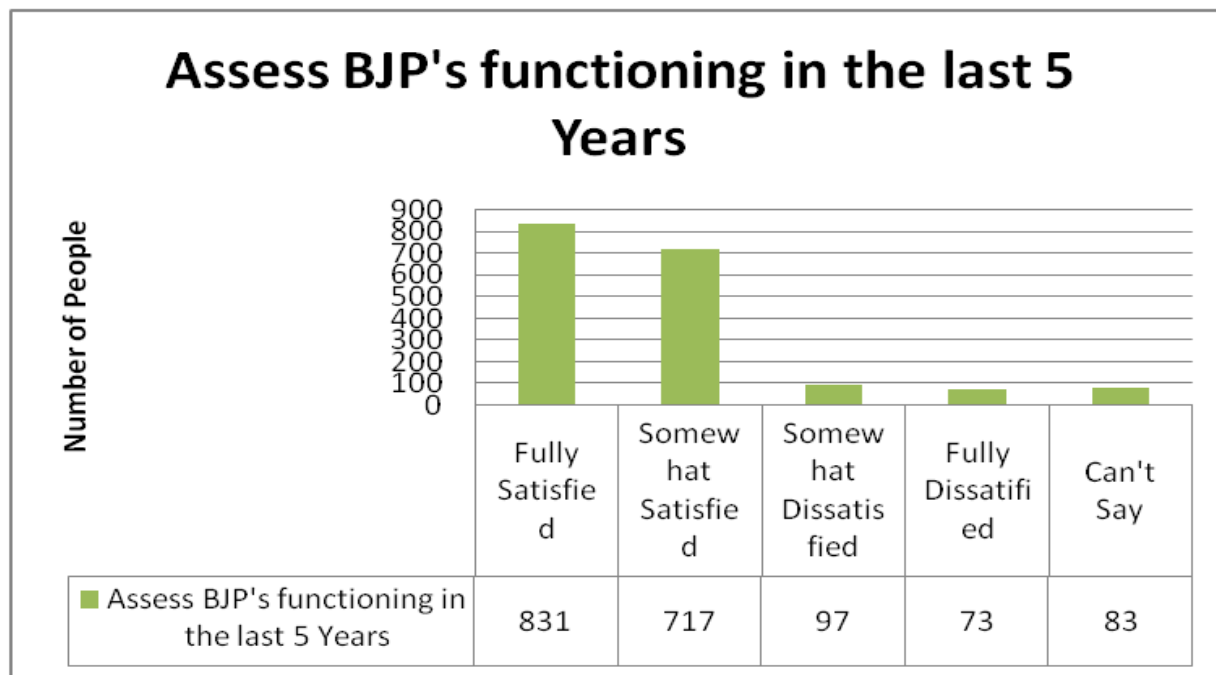 Assess BJP's functioning in the last 5
Years
Number of People
900
800
700
600
500
400
300
200
100
0
Fully
Satisfie
d
Somew
hat
Satisfie
d
Somew
hat
Dissatis
fied
Fully
Dissatifi
ed
Can't
Say
Assess BJP's functioning in
the last 5 Years
831
717
97
73
83